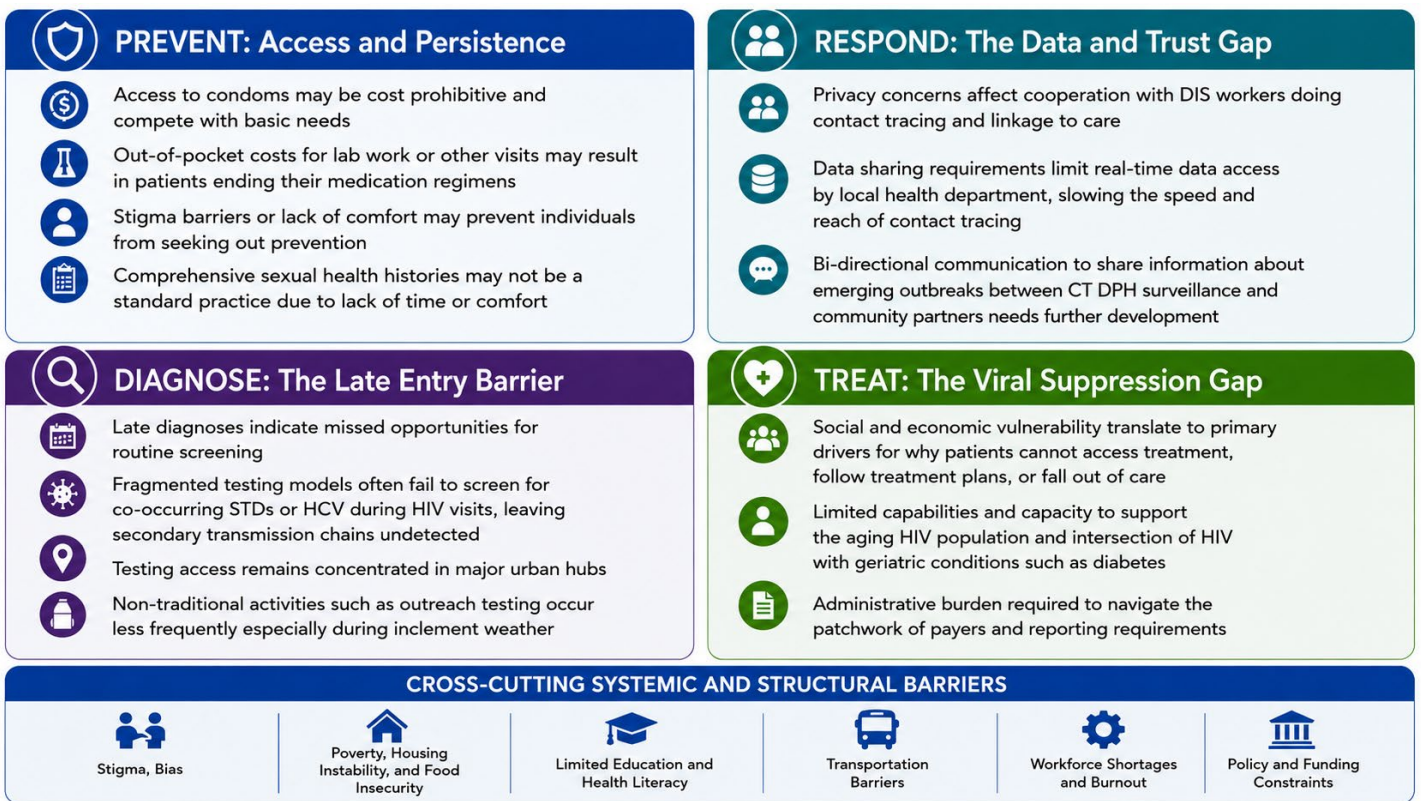 PREVENT: Access and Persistence
Access to condoms may be cost prohibitive and
compete with basic needs
Out-of-pocket costs for lab work or other visits may result
in patients ending their medication regimens
Stigma barriers or lack of comfort may prevent individuals
from seeking out prevention
Comprehensive sexual health histories may not be a
standard practice due to lack of time or comfort
RESPOND: The Data and Trust Gap
Privacy concerns affect cooperation with DIS workers doing
contact tracing and linkage to care
Data sharing requirements limit real-time data access
by local health department, slowing the speed and
reach of contact tracing
Bi-directional communication to share information about
emerging outbreaks between CT DPH surveillance and
community partners needs further development
DIAGNOSE: The Late Entry Barrier
Late diagnoses indicate missed opportunities for
routine screening
Fragmented testing models often fail to screen for
co-occurring STDs or HCV during HIV visits, leaving
secondary transmission chains undetected
Testing access remains concentrated in major urban hubs
Non-traditional activities such as outreach testing occur
less frequently especially during inclement weather
TREAT: The Viral Suppression Gap
Social and economic vulnerability translate to primary
drivers for why patients cannot access treatment,
follow treatment plans, or fall out of care
Limited capabilities and capacity to support
the aging HIV population and intersection of HIV
with geriatric conditions such as diabetes
Administrative burden required to navigate the
patchwork of payers and reporting requirements
CROSS-CUTTING SYSTEMIC AND STRUCTURAL BARRIERS
Stigma, Bias
Poverty, Housing
Instability, and Food
Insecurity
Limited Education and
Health Literacy
Transportation
Barriers
Workforce Shortages
and Burnout
Policy and Funding
Constraints